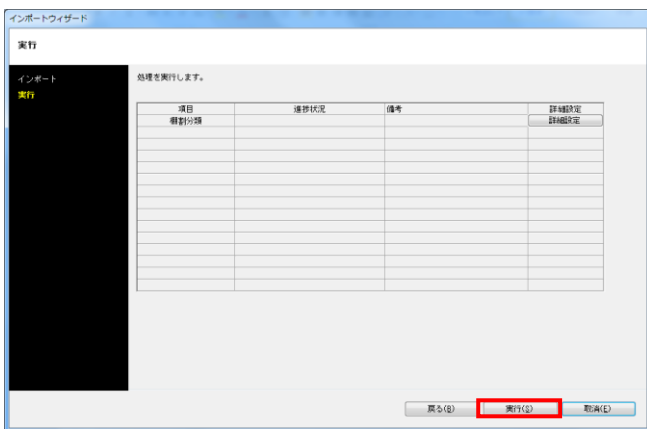 インポートウィザード
実行
インポート
実行
処理を実行します。
項目 進捗状況 備考 詳細設定
棚割分類 詳細設定
戻る(B) 実行(S) 取消(E)